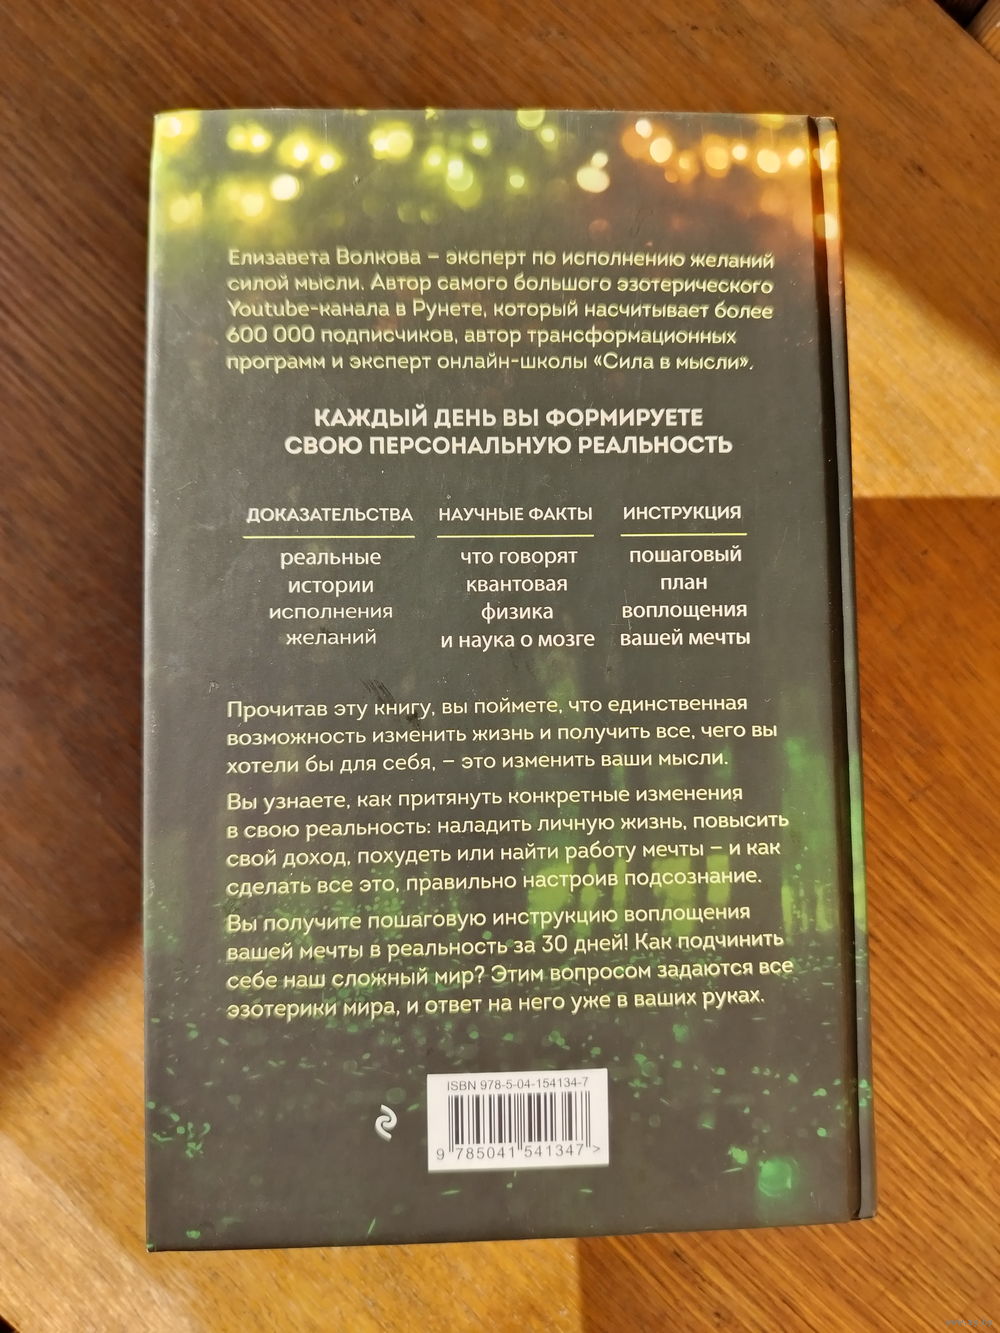 Елизавета Волкова – эксперт по исполнению желаний
силой мысли. Автор самого большого эзотерического
Youtube-канала в Рунете, который насчитывает более
600 000 подписчиков, автор трансформационных
программ и эксперт онлайн-школы «Сила в мысли».
КАЖДЫЙ ДЕНЬ ВЫ ФОРМИРУЕТЕ
СВОЮ ПЕРСОНАЛЬНУЮ РЕАЛЬНОСТЬ
ДОКАЗАТЕЛЬСТВА
реальные
истории
исполнения
желаний
НАУЧНЫЕ ФАКТЫ
что говорят
квантовая
физика
и наука о мозге
ИНСТРУКЦИЯ
пошаговый
план
воплощения
вашей мечты
Прочитав эту книгу, вы поймете, что единственная
возможность изменить жизнь и получить все, чего вы
хотели бы для себя, – это изменить ваши мысли.
Вы узнаете, как притянуть конкретные изменения
в свою реальность: наладить личную жизнь, повысить
свой доход, похудеть или найти работу мечты – и как
сделать все это, правильно настроив подсознание.
Вы получите пошаговую инструкцию воплощения
вашей мечты в реальность за 30 дней! Как подчинить
себе наш сложный мир? Этим вопросом задаются все
эзотерики мира, и ответ на него уже в ваших руках.
ISBN 978-5-04-154134-7
9 785041 541347 >